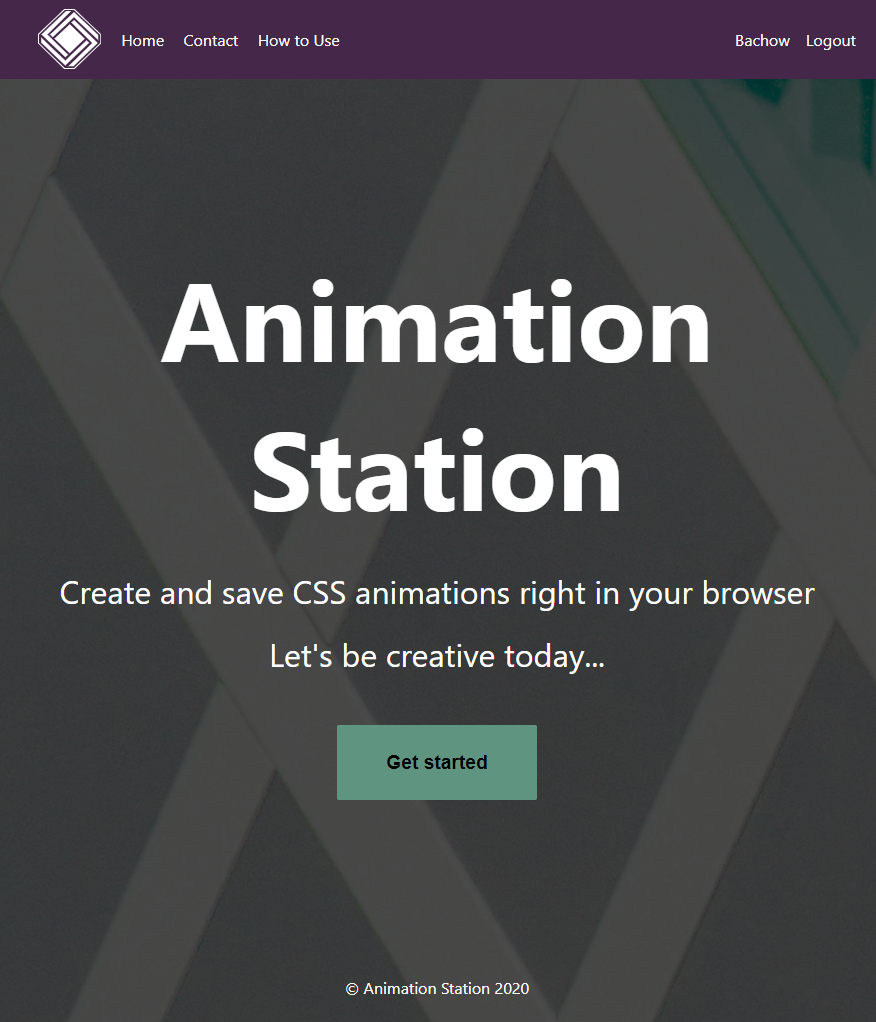 Home Contact How to Use Bachow Logout
Animation
Station
Create and save CSS animations right in your browser
Let's be creative today...
Get started
© Animation Station 2020